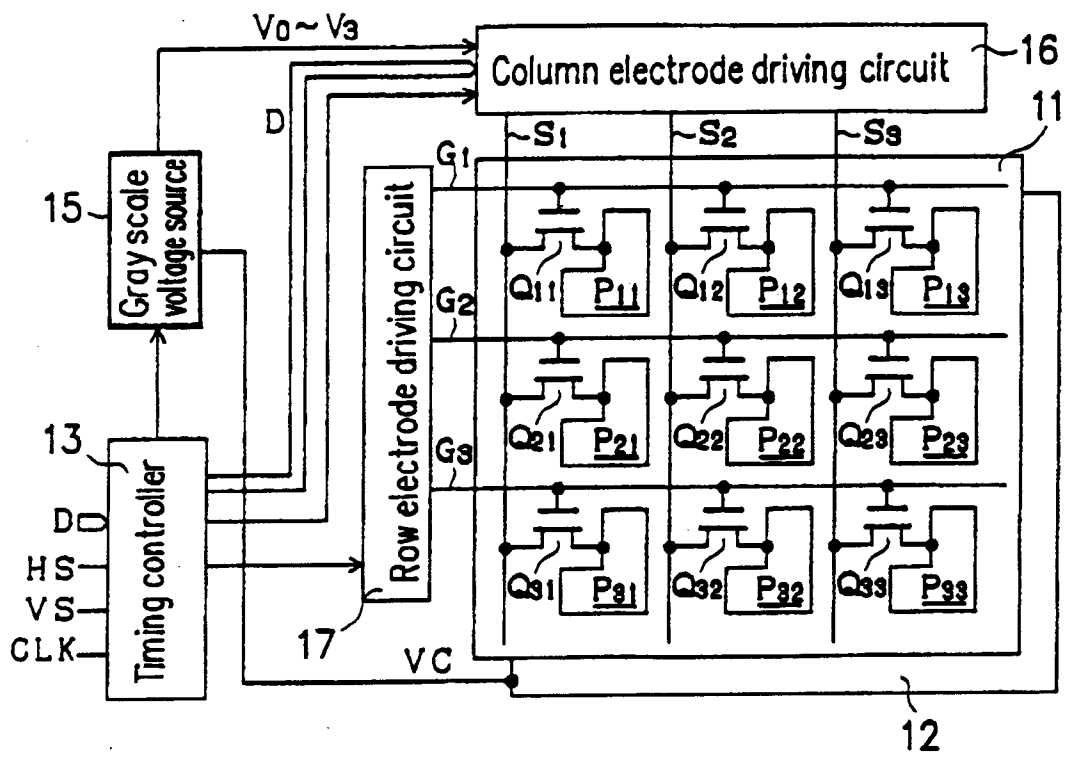 V0~V3
Column electrode driving circuit
16
D
S1
S2
S3
11
G1
15
Gray scale
voltage source
Row electrode driving circuit
Q11
P11
Q12
P12
Q13
P13
G2
Q21
P21
Q22
P22
Q23
P23
13
G3
Timing controller
D
HS
VS
CLK
Q31
P31
Q32
P32
Q33
P33
17
VC
12